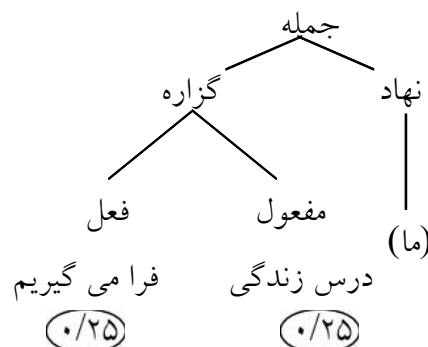 جمله
نهاد گزاره
مفعول فعل
(ما)
درس زندگی فرا می گیریم
۰/۲۵ ۰/۲۵